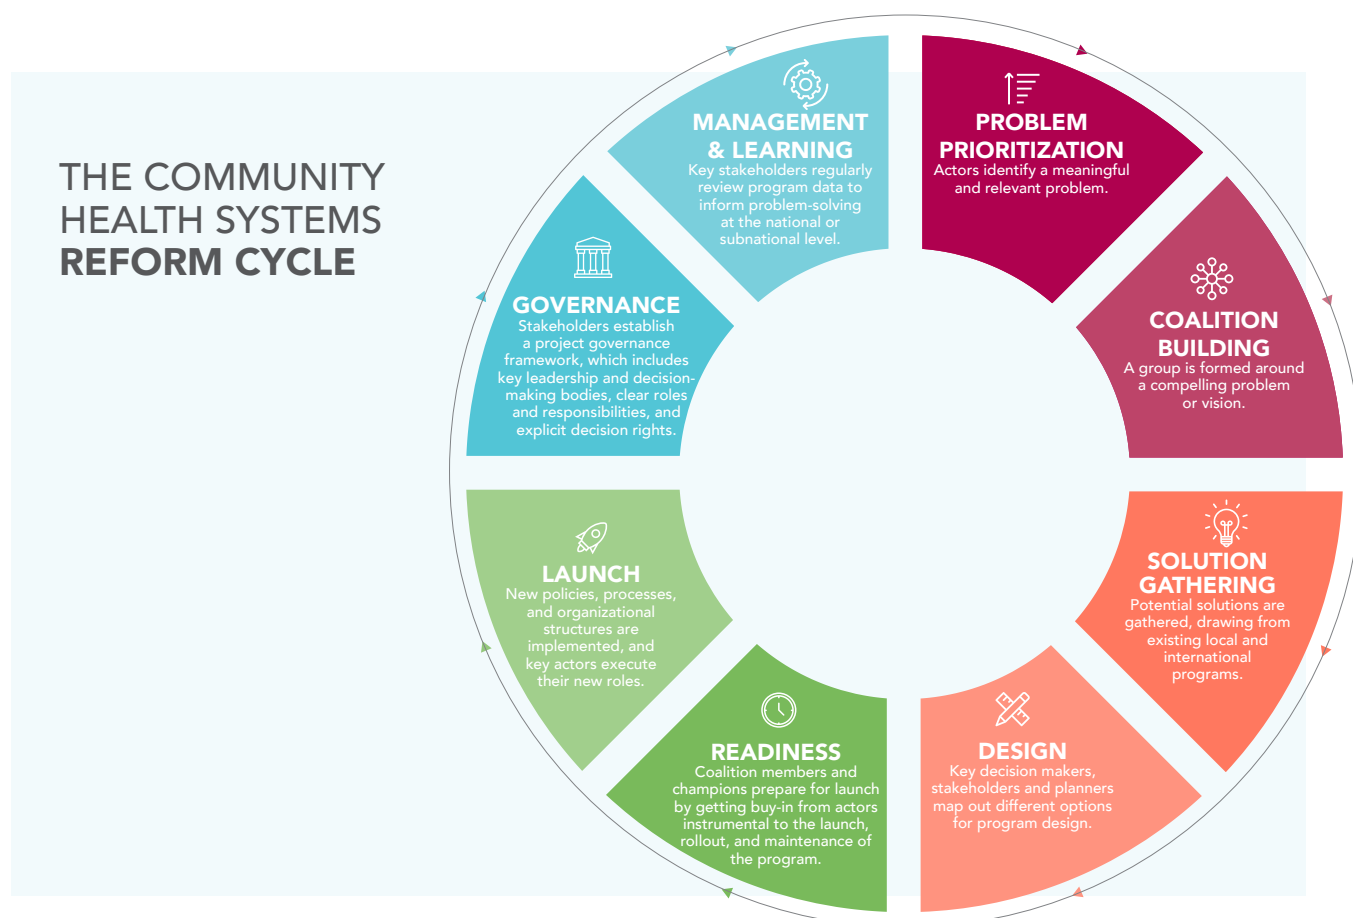 THE COMMUNITY
HEALTH SYSTEMS
REFORM CYCLE
PROBLEM
PRIORITIZATION
Actors identify a meaningful
and relevant problem.
COALITION
BUILDING
A group is formed around
a compelling problem
or vision.
SOLUTION
GATHERING
Potential solutions are
gathered, drawing from
existing local and
international
programs.
DESIGN
Key decision makers,
stakeholders and planners
map out different options
for program design.
READINESS
Coalition members and
champions prepare for launch
by getting buy-in from actors
instrumental to the launch,
rollout, and maintenance of
the program.
LAUNCH
New policies, processes,
and organizational
structures are
implemented, and
key actors execute
their new roles.
GOVERNANCE
Stakeholders establish
a project governance
framework, which includes
key leadership and decision-
making bodies, clear roles
and responsibilities, and
explicit decision rights.
MANAGEMENT
& LEARNING
Key stakeholders regularly
review program data to
inform problem-solving
at the national or
subnational level.